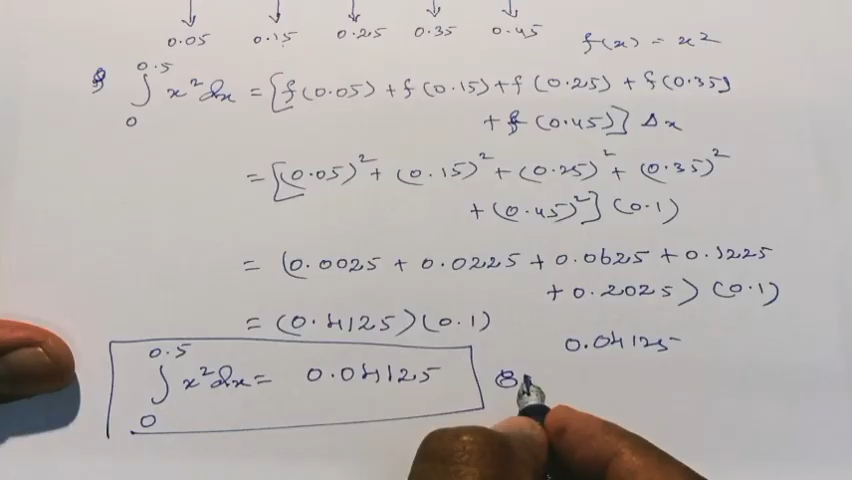 0.05 0.15 0.25 0.35 0.45
f(x) = x²
∫₀^0.5 x² dx = [f(0.05) + f(0.15) + f(0.25) + f(0.35)
+ f(0.45)] Δx
= [(0.05)² + (0.15)² + (0.25)² + (0.35)²
+ (0.45)²] (0.1)
= (0.0025 + 0.0225 + 0.0625 + 0.1225
+ 0.2025) (0.1)
= (0.4125)(0.1)
0.04125
∫₀^0.5 x² dx = 0.04125